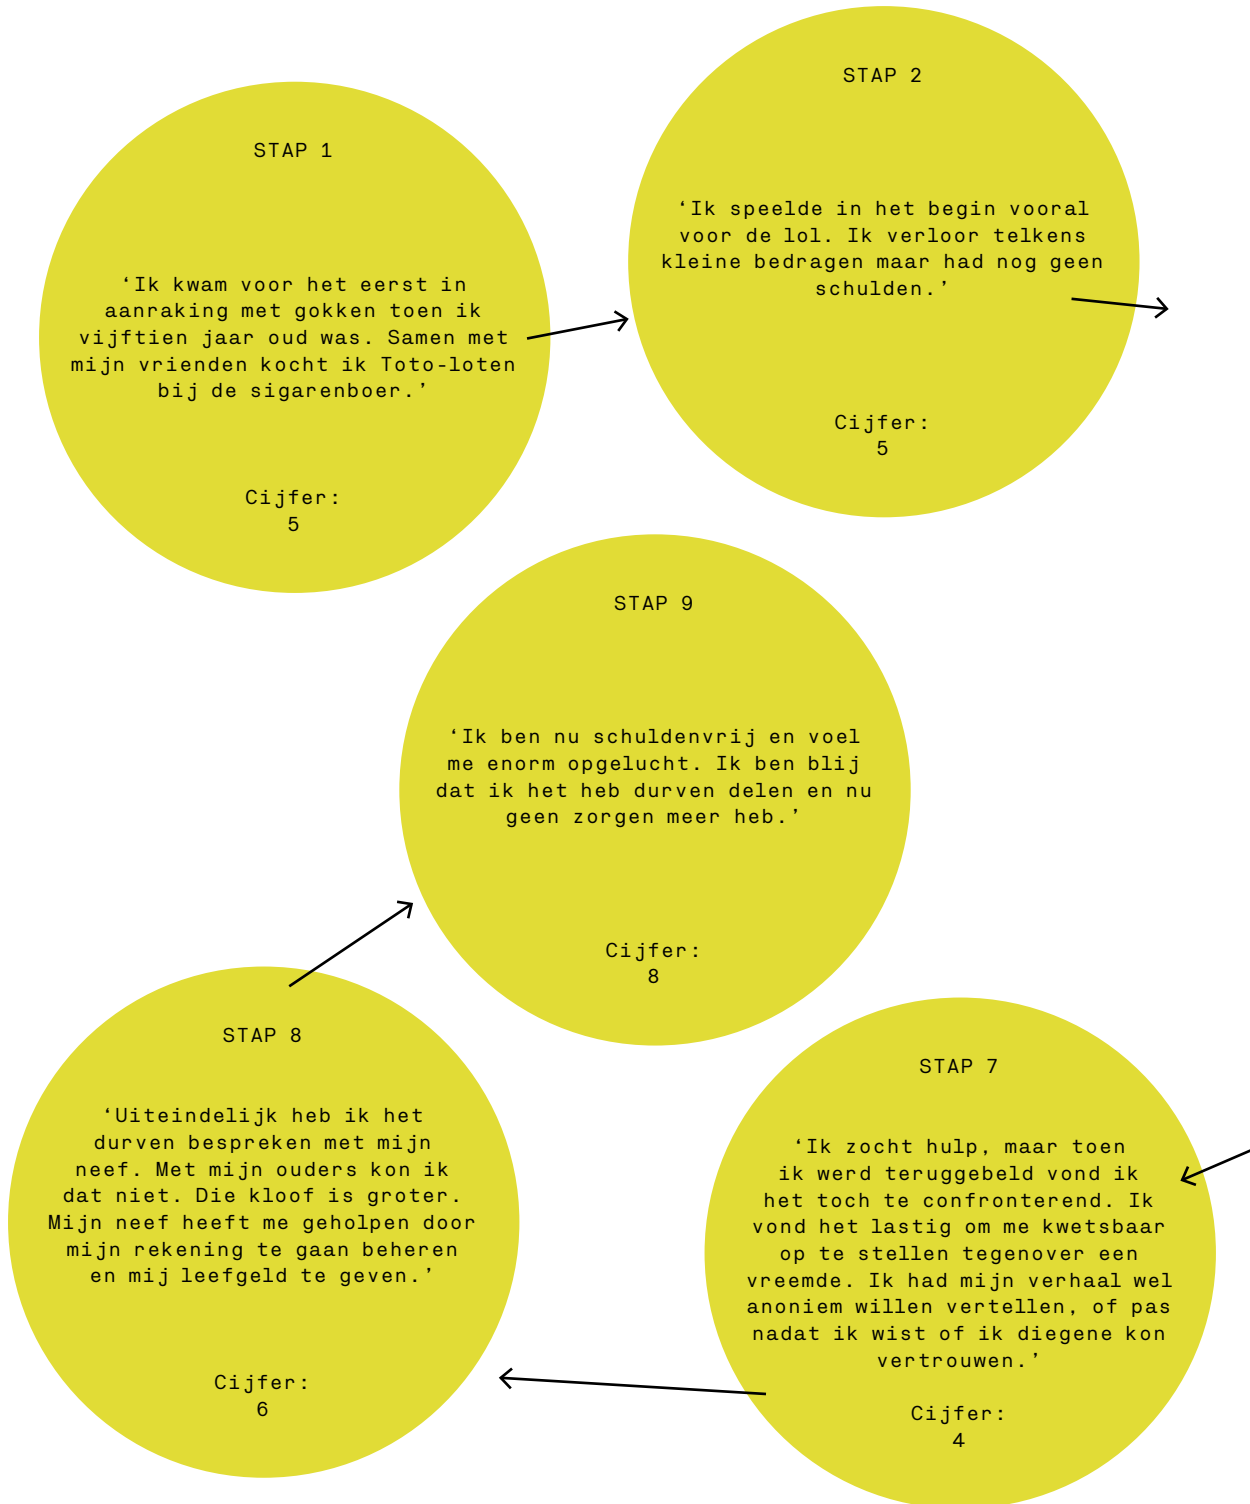 STAP 1
‘Ik kwam voor het eerst in
aanraking met gokken toen ik
vijftien jaar oud was. Samen met
mijn vrienden kocht ik Toto-loten
bij de sigarenboer.’
Cijfer:
5
STAP 2
‘Ik speelde in het begin vooral
voor de lol. Ik verloor telkens
kleine bedragen maar had nog geen
schulden.’
Cijfer:
5
STAP 9
‘Ik ben nu schuldenvrij en voel
me enorm opgelucht. Ik ben blij
dat ik het heb durven delen en nu
geen zorgen meer heb.’
Cijfer:
8
STAP 8
‘Uiteindelijk heb ik het
durven bespreken met mijn
neef. Met mijn ouders kon ik
dat niet. Die kloof is groter.
Mijn neef heeft me geholpen door
mijn rekening te gaan beheren
en mij leefgeld te geven.’
Cijfer:
6
STAP 7
‘Ik zocht hulp, maar toen
ik werd teruggebeld vond ik
het toch te confronterend. Ik
vond het lastig om me kwetsbaar
op te stellen tegenover een
vreemde. Ik had mijn verhaal wel
anoniem willen vertellen, of pas
nadat ik wist of ik diegene kon
vertrouwen.’
Cijfer:
4